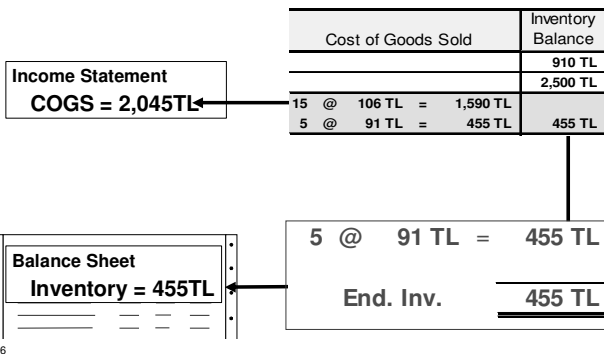 Inventory
Cost of Goods Sold Balance
910 TL
2,500 TL
15 @ 106 TL = 1,590 TL
5 @ 91 TL = 455 TL 455 TL
Income Statement
COGS = 2,045TL
5 @ 91 TL = 455 TL
End. Inv. 455 TL
Balance Sheet
Inventory = 455TL
6